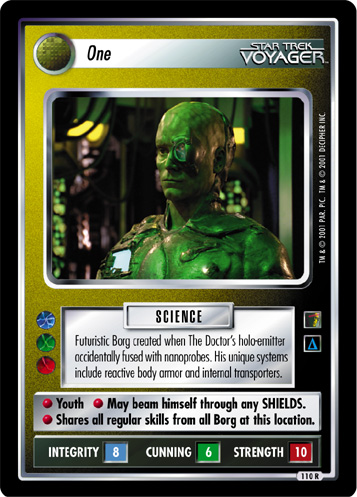 One
STAR TREK
VOYAGER™
TM & © 2001 PAR. PIC. TM & © 2001 DECIPHER INC.
SCIENCE
Futuristic Borg created when The Doctor's holo-emitter
accidentally fused with nanoprobes. His unique systems
include reactive body armor and internal transporters.
Youth May beam himself through any SHIELDS.
Shares all regular skills from all Borg at this location.
INTEGRITY 8 CUNNING 6 STRENGTH 10
110 R